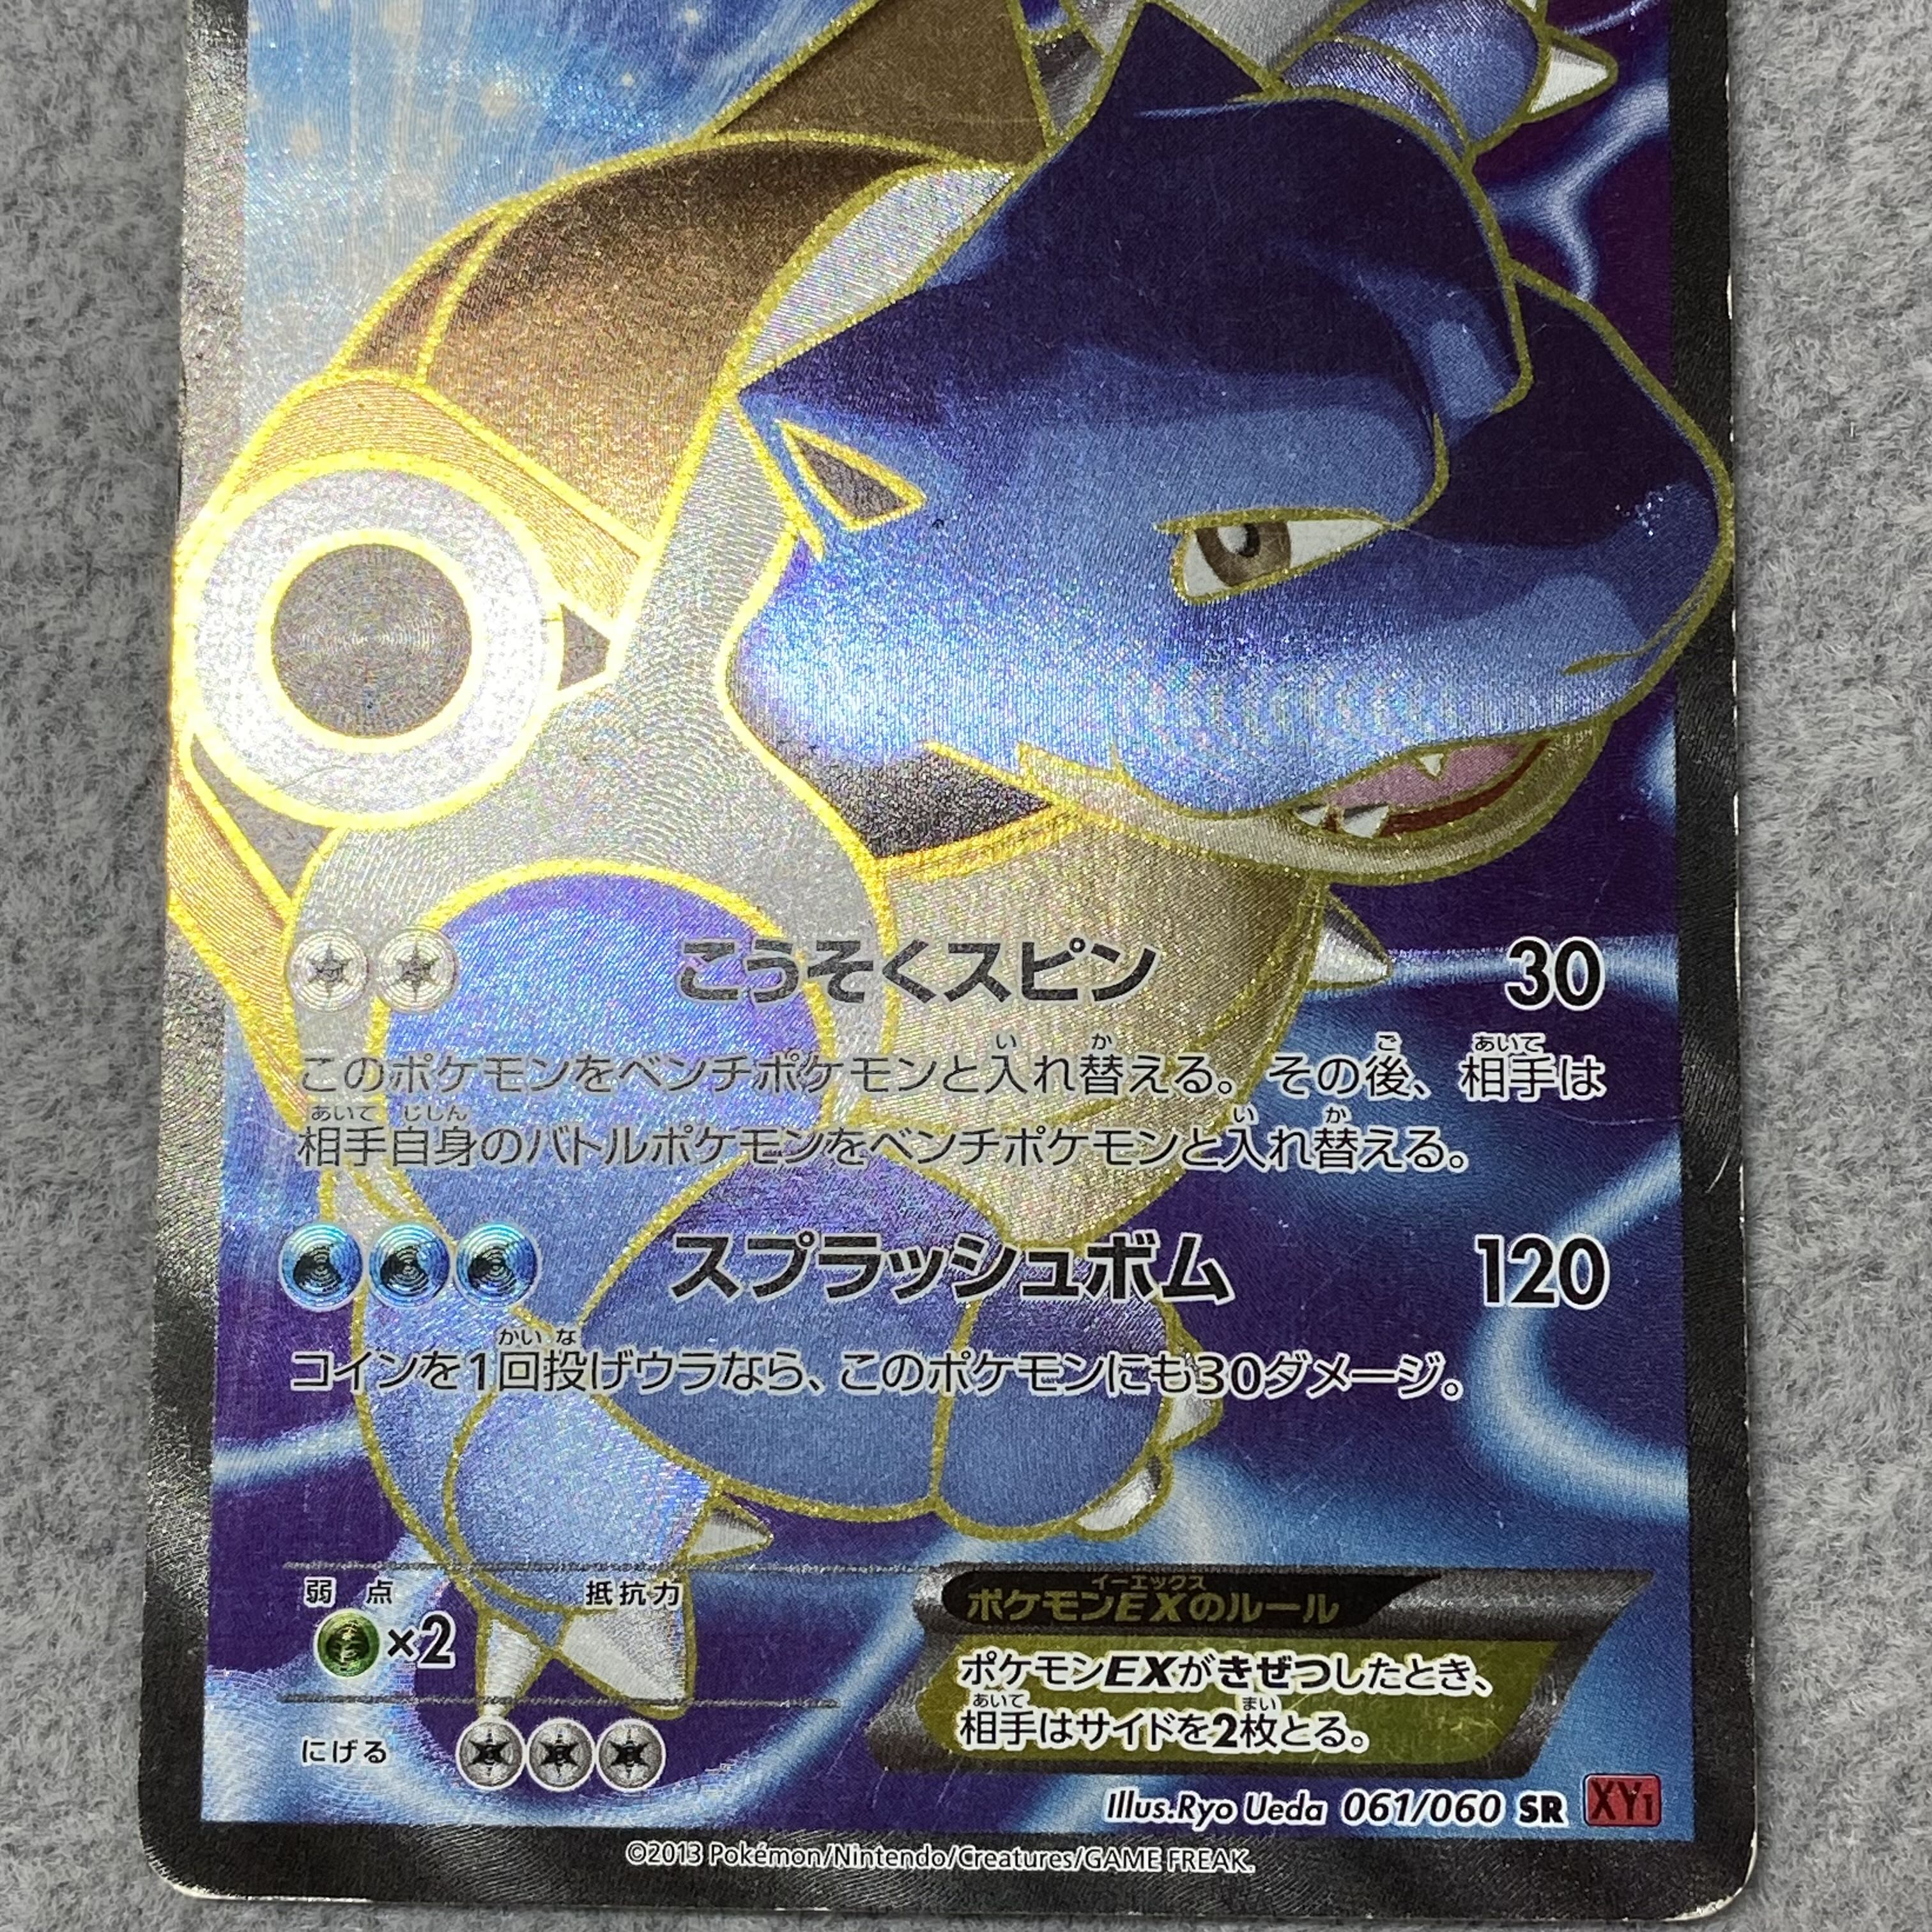 こうそくスピン 30
このポケモンをベンチポケモンと入れ替える。その後、相手は
相手自身のバトルポケモンをベンチポケモンと入れ替える。
スプラッシュボム 120
コインを1回投げウラなら、このポケモンにも30ダメージ。
弱点 抵抗力
×2
にげる
ポケモンEXのルール
ポケモンEXがきぜつしたとき、
相手はサイドを2枚とる。
Illus.Ryo Ueda 061/060 SR XY1
©2013 Pokémon/Nintendo/Creatures/GAME FREAK.